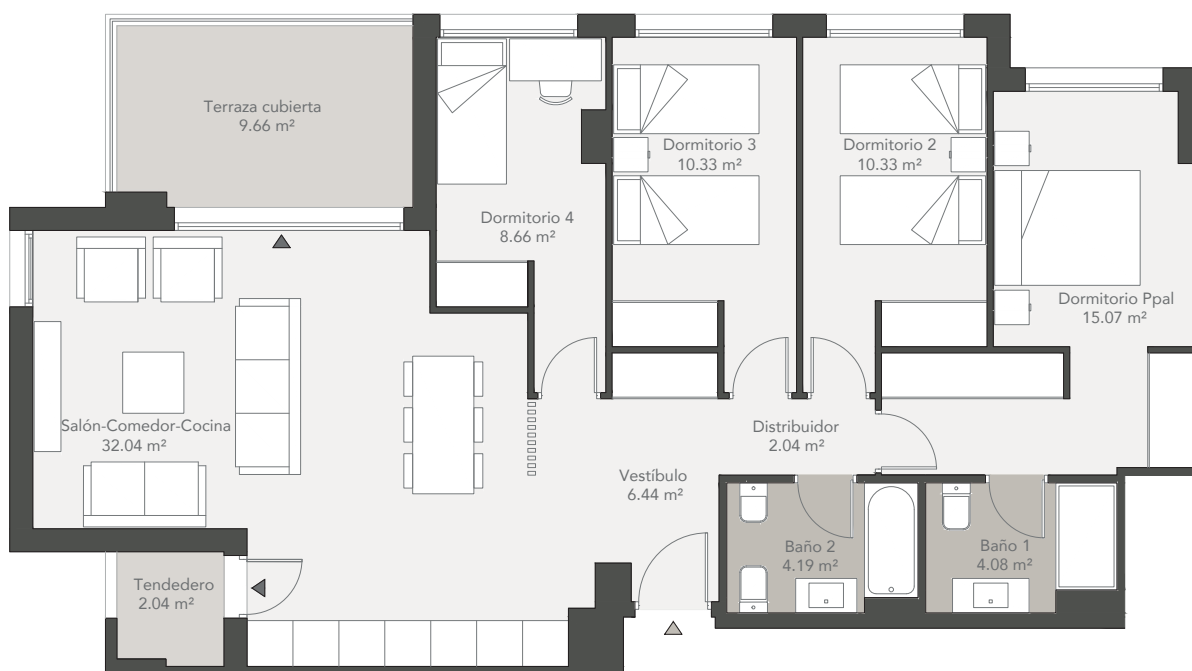 Terraza cubierta
9.66 m²
Dormitorio 4
8.66 m²
Dormitorio 3
10.33 m²
Dormitorio 2
10.33 m²
Dormitorio Ppal
15.07 m²
Salón-Comedor-Cocina
32.04 m²
Distribuidor
2.04 m²
Vestíbulo
6.44 m²
Tendedero
2.04 m²
Baño 2
4.19 m²
Baño 1
4.08 m²